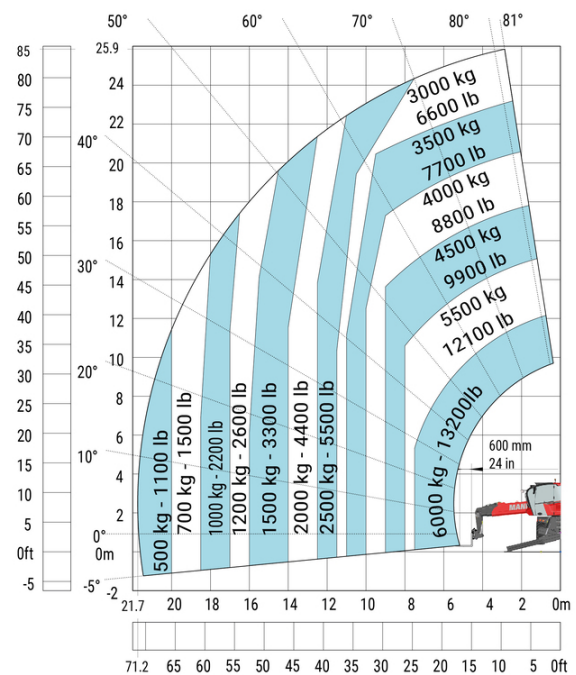 50°
60°
70°
80°
81°
85
25.9
80
24
75
22
70
40°
20
65
60
18
55
16
50
30°
45
14
40
12
35
10
30
20°
25
8
20
6
15
10°
4
10
2
5
0°
0ft
0m
-5
-5°
-2
3000 kg
6600 lb
3500 kg
7700 lb
4000 kg
8800 lb
4500 kg
9900 lb
5500 kg
12100 lb
6000 kg - 13200lb
500 kg - 1100 lb
700 kg - 1500 lb
1000 kg - 2200 lb
1200 kg - 2600 lb
1500 kg - 3300 lb
2000 kg - 4400 lb
2500 kg - 5500 lb
600 mm
24 in
21.7 20 18 16 14 12 10 8 6 4 2 0m
71.2 65 60 55 50 45 40 35 30 25 20 15 10 5 0ft